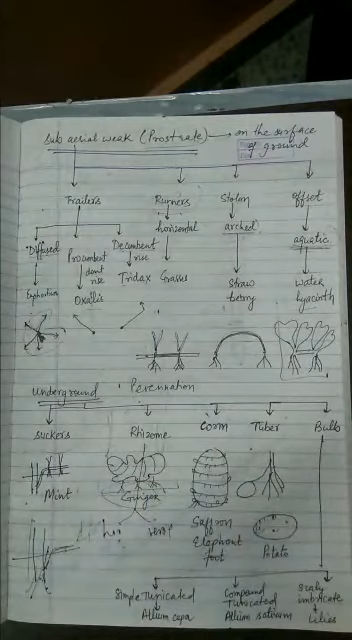 Sub aerial weak (Prostrate) → on the surface
of ground
Trailers Runners Stolon offset
horizontal arched aquatic
Diffused Procumbent Decumbent
dont rise rise
Euphorbia Oxallis Tridax Grasses Straw berry water hyacinth
Underground Perennation
Suckers Rhizome Corm Tuber Bulb
Mint Ginger Saffron Potato
Elephant foot
Simple Tunicated Compound Tunicated Scaly imbricate
Allium cepa Allium sativum Lilies